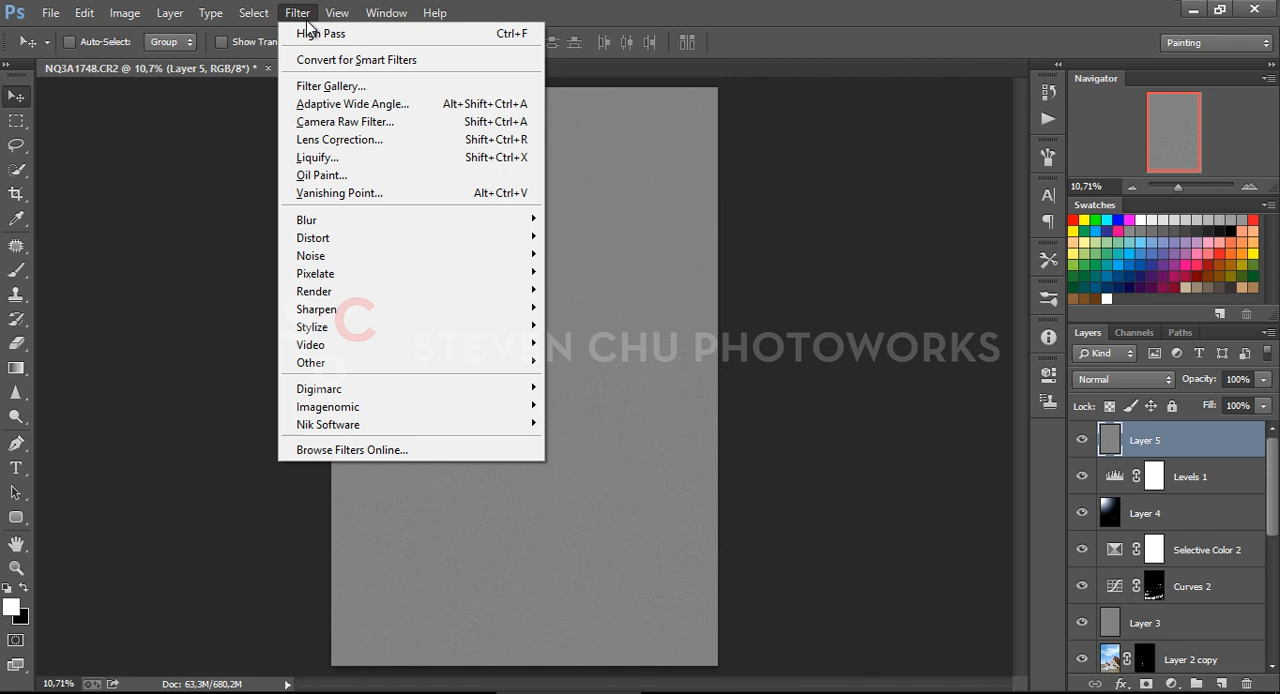 Ps File Edit Image Layer Type Select Filter View Window Help
Auto-Select: Group Show Tran Painting
NQ3A1748.CR2 @ 10,7% (Layer 5, RGB/8*) * ×
High Pass Ctrl+F
Convert for Smart Filters
Filter Gallery...
Adaptive Wide Angle... Alt+Shift+Ctrl+A
Camera Raw Filter... Shift+Ctrl+A
Lens Correction... Shift+Ctrl+R
Liquify... Shift+Ctrl+X
Oil Paint...
Vanishing Point... Alt+Ctrl+V
Blur
Distort
Noise
Pixelate
Render
Sharpen
Stylize
Video
Other
Digimarc
Imagenomic
Nik Software
Browse Filters Online...
C
STEVEN CHU PHOTOWORKS
Navigator
10,71%
Swatches
Layers Channels Paths
Kind
Normal Opacity: 100%
Lock: Fill: 100%
Layer 5
Levels 1
Layer 4
Selective Color 2
Curves 2
Layer 3
Layer 2 copy
10,71% Doc: 63,3M/680,2M